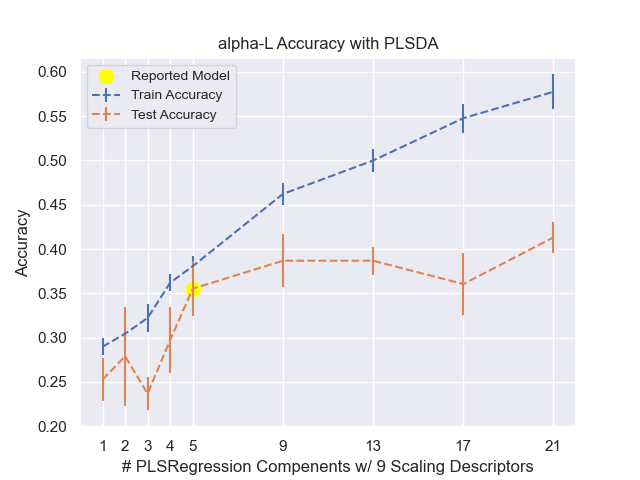 alpha-L Accuracy with PLSDA
Reported Model
Train Accuracy
Test Accuracy
0.60
0.55
0.50
0.45
0.40
0.35
0.30
0.25
0.20
Accuracy
1 2 3 4 5 9 13 17 21
# PLSRegression Compenents w/ 9 Scaling Descriptors